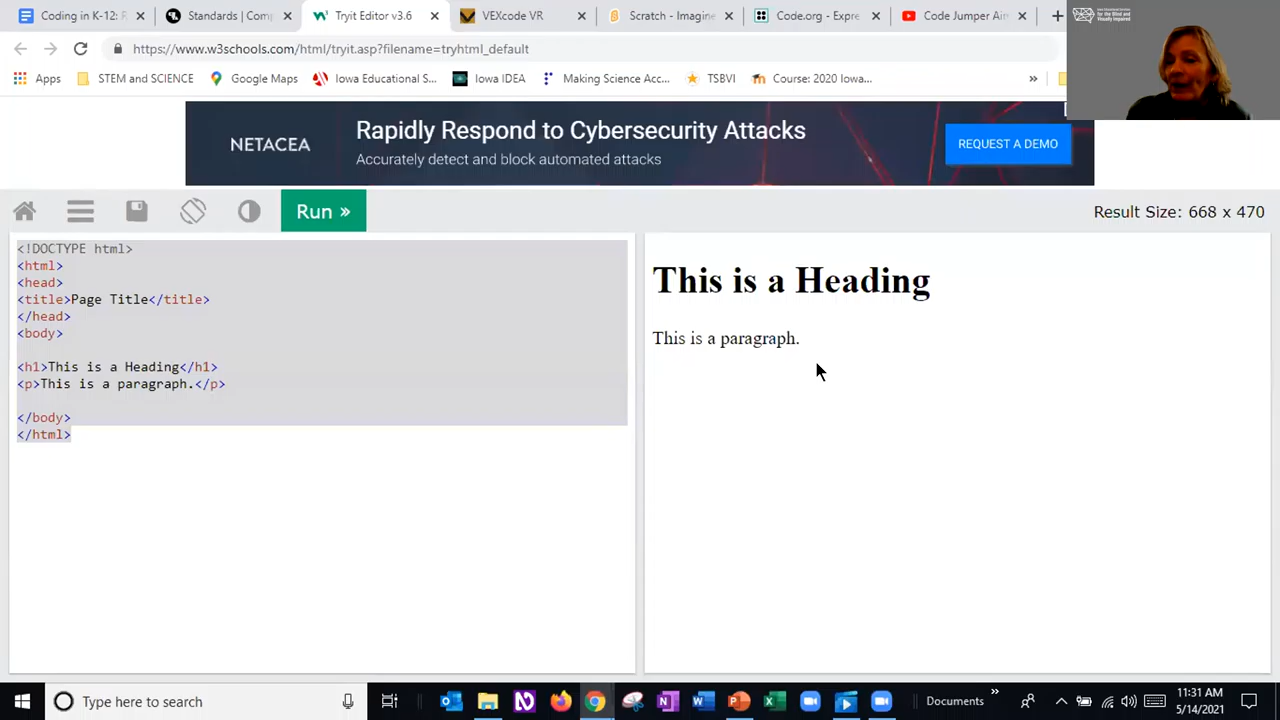 Coding in K-12: R
Standards | Comp
Tryit Editor v3.6
VEXcode VR
Scratch - Imagine
Code.org - Explo
Code Jumper Ain
https://www.w3schools.com/html/tryit.asp?filename=tryhtml_default
Apps
STEM and SCIENCE
Google Maps
Iowa Educational S...
Iowa IDEA
Making Science Acc...
TSBVI
Course: 2020 Iowa...
»
NETACEA
Rapidly Respond to Cybersecurity Attacks
Accurately detect and block automated attacks
REQUEST A DEMO
Run »
Result Size: 668 x 470
<!DOCTYPE html>
<html>
<head>
<title>Page Title</title>
</head>
<body>
<h1>This is a Heading</h1>
<p>This is a paragraph.</p>
</body>
</html>
This is a Heading
This is a paragraph.
Type here to search
Documents
»
11:31 AM
5/14/2021